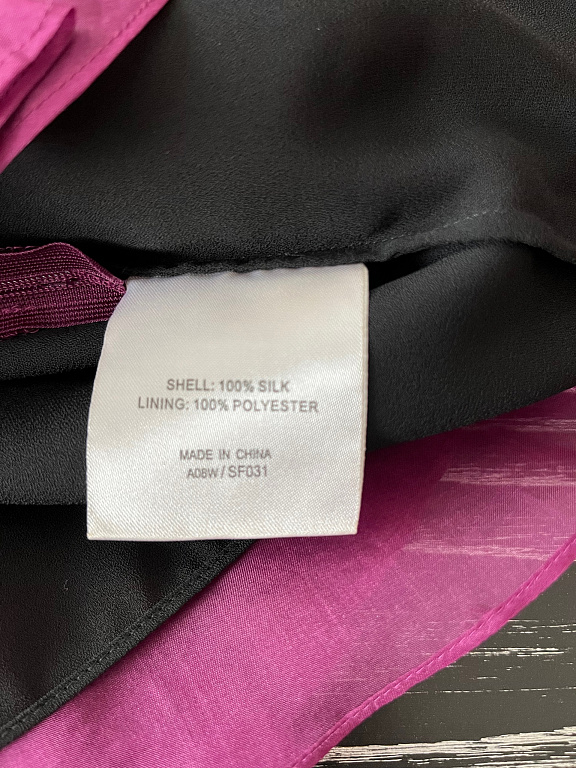 SHELL: 100% SILK
LINING: 100% POLYESTER
MADE IN CHINA
A08W / SF031